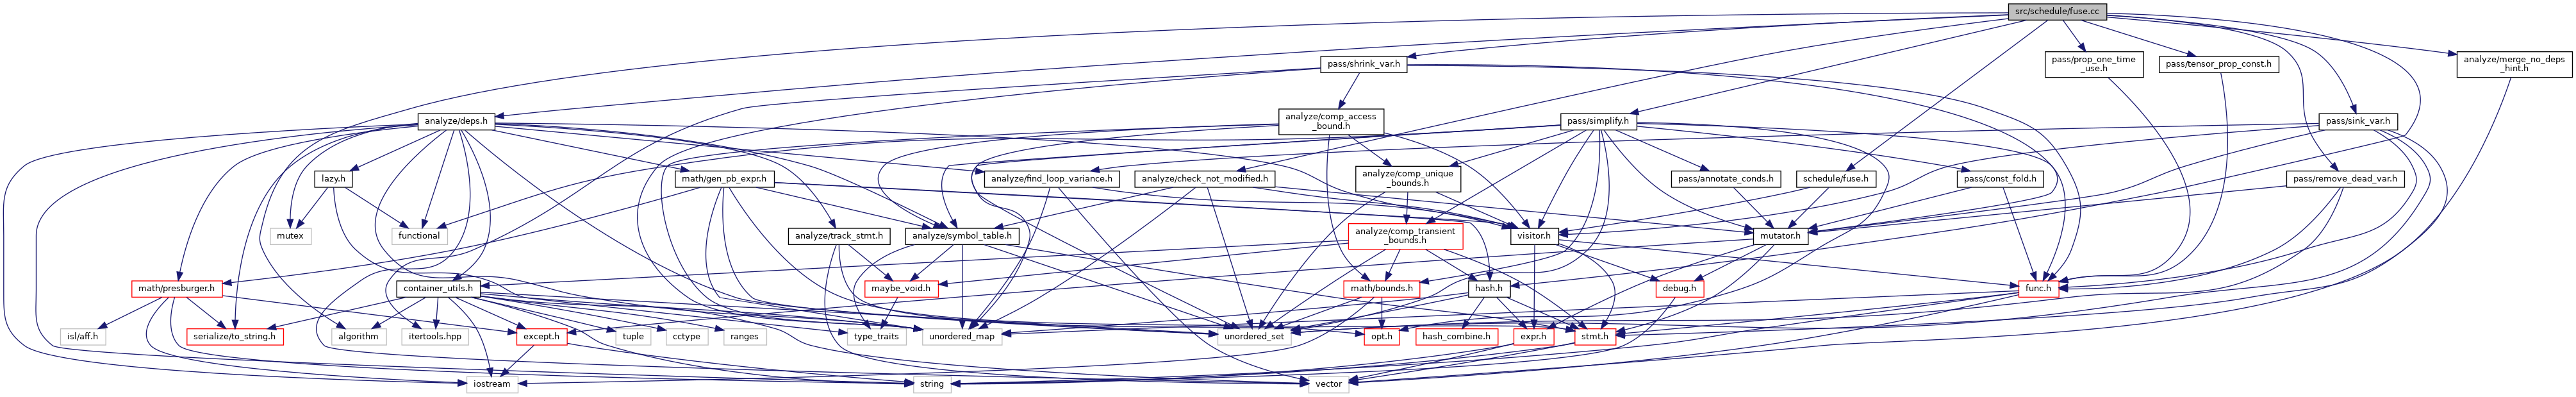 src/schedule/fuse.cc
pass/shrink_var.h
pass/prop_one_time
_use.h
pass/tensor_prop_const.h
analyze/merge_no_deps
_hint.h
analyze/deps.h
analyze/comp_access
_bound.h
pass/simplify.h
pass/sink_var.h
lazy.h
math/gen_pb_expr.h
analyze/find_loop_variance.h
analyze/check_not_modified.h
analyze/comp_unique
_bounds.h
pass/annotate_conds.h
schedule/fuse.h
pass/const_fold.h
pass/remove_dead_var.h
mutex
functional
analyze/track_stmt.h
analyze/symbol_table.h
analyze/comp_transient
_bounds.h
visitor.h
mutator.h
math/presburger.h
container_utils.h
maybe_void.h
math/bounds.h
hash.h
debug.h
func.h
isl/aff.h
serialize/to_string.h
algorithm
itertools.hpp
except.h
tuple
cctype
ranges
type_traits
unordered_map
unordered_set
opt.h
hash_combine.h
expr.h
stmt.h
iostream
string
vector